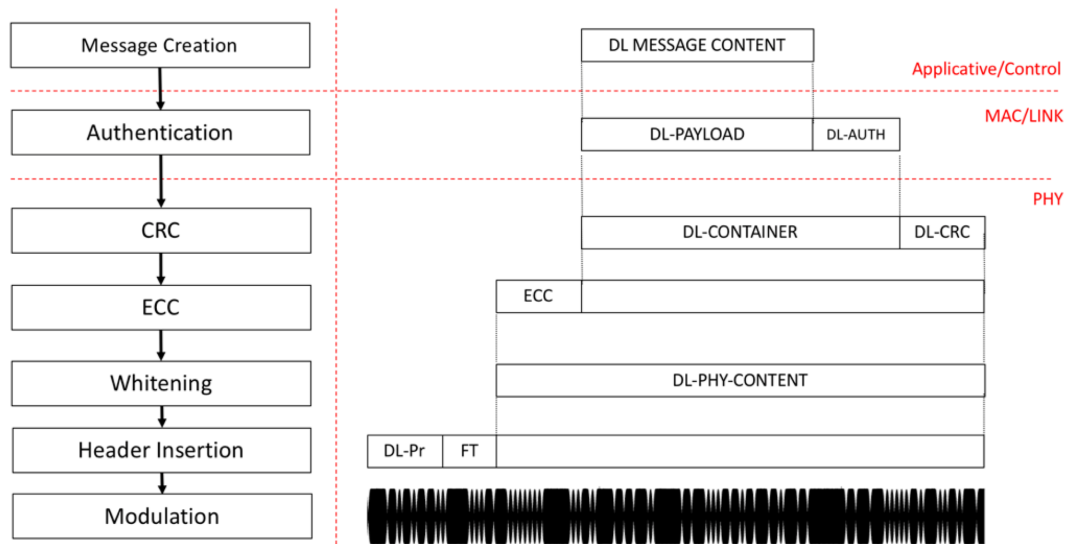 Message Creation
DL MESSAGE CONTENT
Applicative/Control
MAC/LINK
Authentication
DL-PAYLOAD
DL-AUTH
PHY
CRC
DL-CONTAINER
DL-CRC
ECC
ECC
Whitening
DL-PHY-CONTENT
Header Insertion
DL-Pr
FT
Modulation